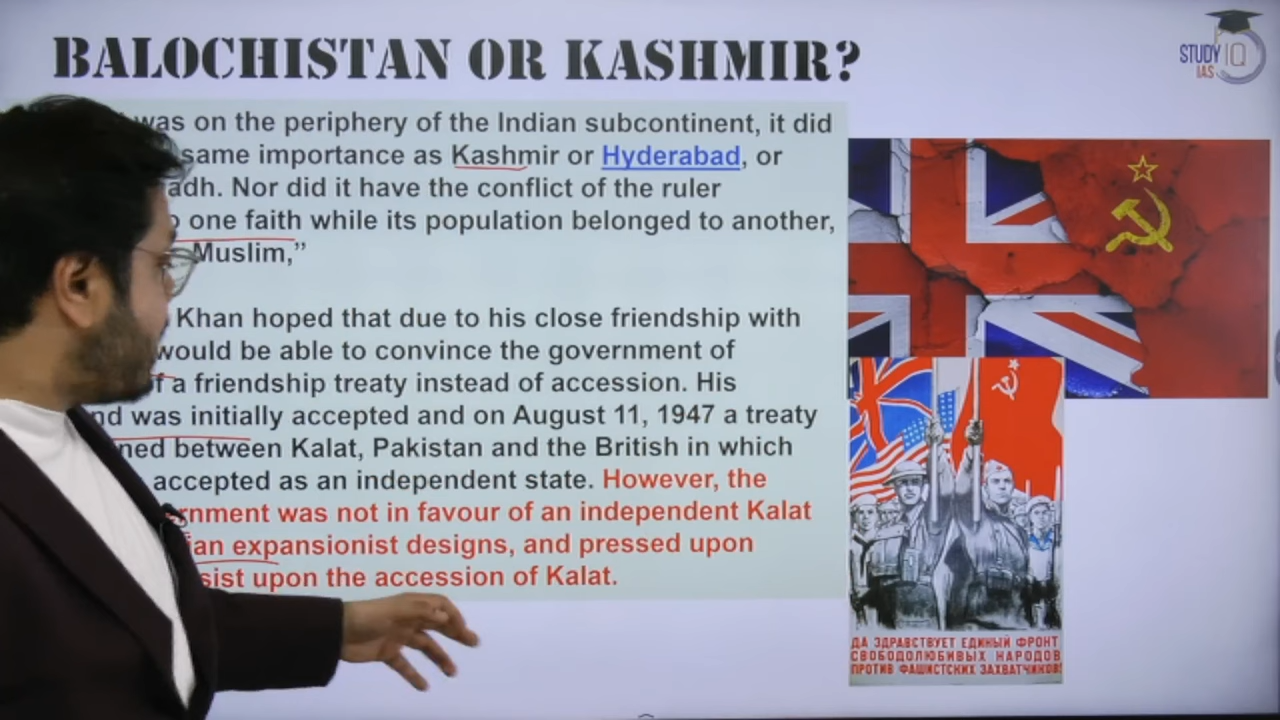 BALOCHISTAN OR KASHMIR?
STUDY IQ
IAS
was on the periphery of the Indian subcontinent, it did
same importance as Kashmir or Hyderabad, or
adh. Nor did it have the conflict of the ruler
one faith while its population belonged to another,
Muslim,”
Khan hoped that due to his close friendship with
would be able to convince the government of
of a friendship treaty instead of accession. His
nd was initially accepted and on August 11, 1947 a treaty
ned between Kalat, Pakistan and the British in which
accepted as an independent state. However, the
ernment was not in favour of an independent Kalat
ian expansionist designs, and pressed upon
sist upon the accession of Kalat.
ДА ЗДРАВСТВУЕТ ЕДИНЫЙ ФРОНТ
СВОБОДОЛЮБИВЫХ НАРОДОВ
ПРОТИВ ФАШИСТСКИХ ЗАХВАТЧИКОВ!